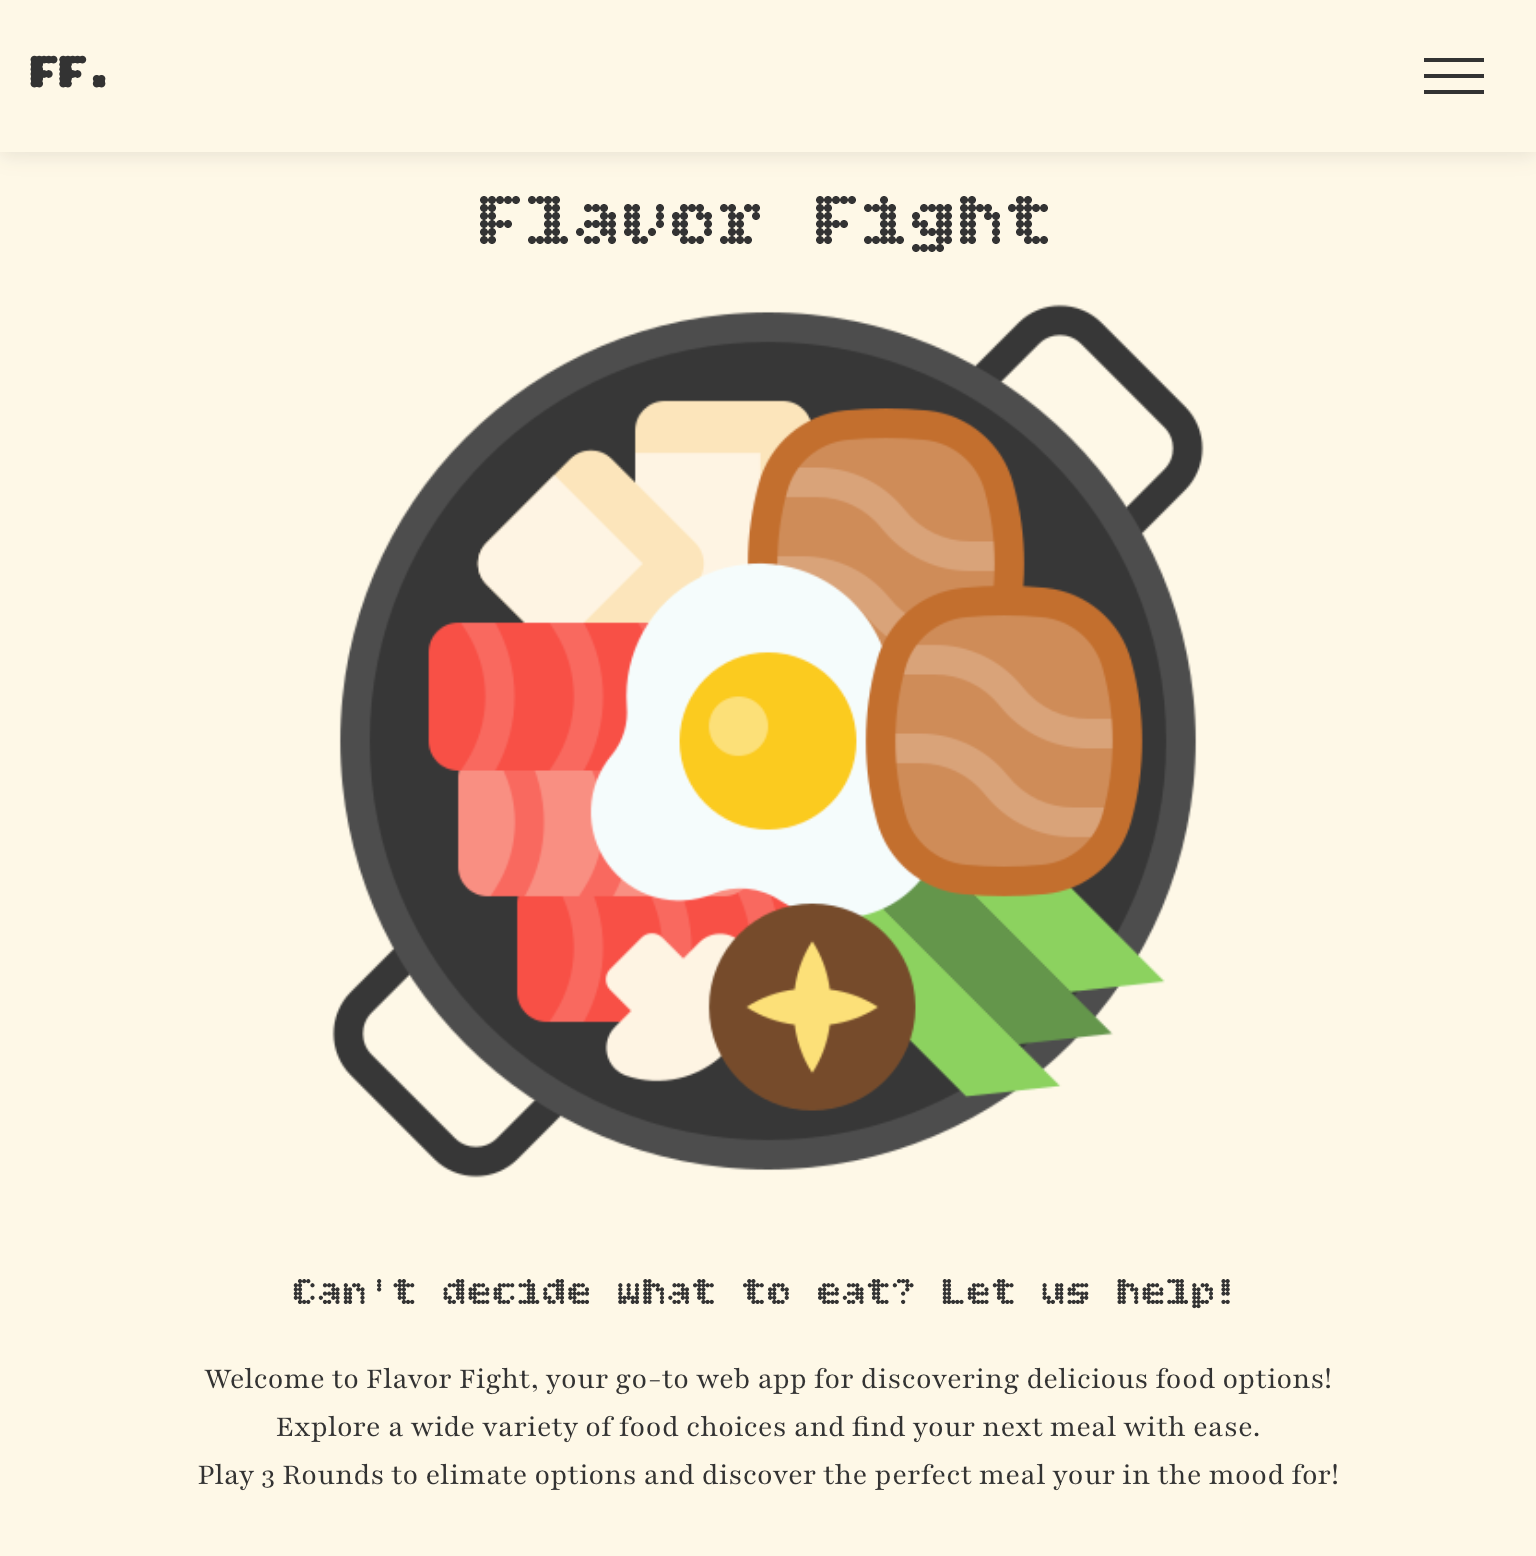 FF.
Flavor Fight
Can't decide what to eat? Let us help!
Welcome to Flavor Fight, your go-to web app for discovering delicious food options!
Explore a wide variety of food choices and find your next meal with ease.
Play 3 Rounds to elimate options and discover the perfect meal your in the mood for!